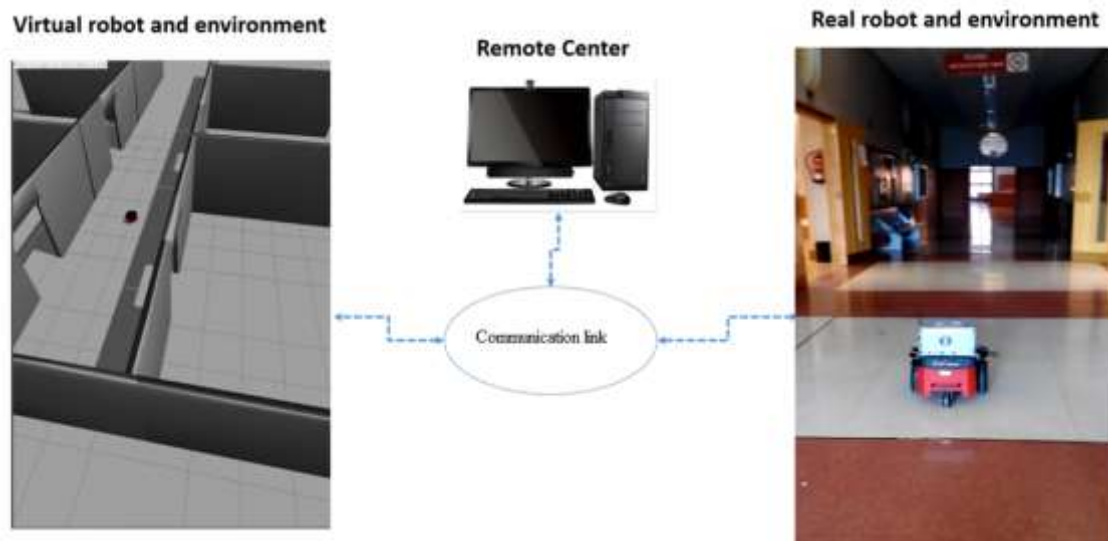 Virtual robot and environment
Remote Center
Real robot and environment
Communication link